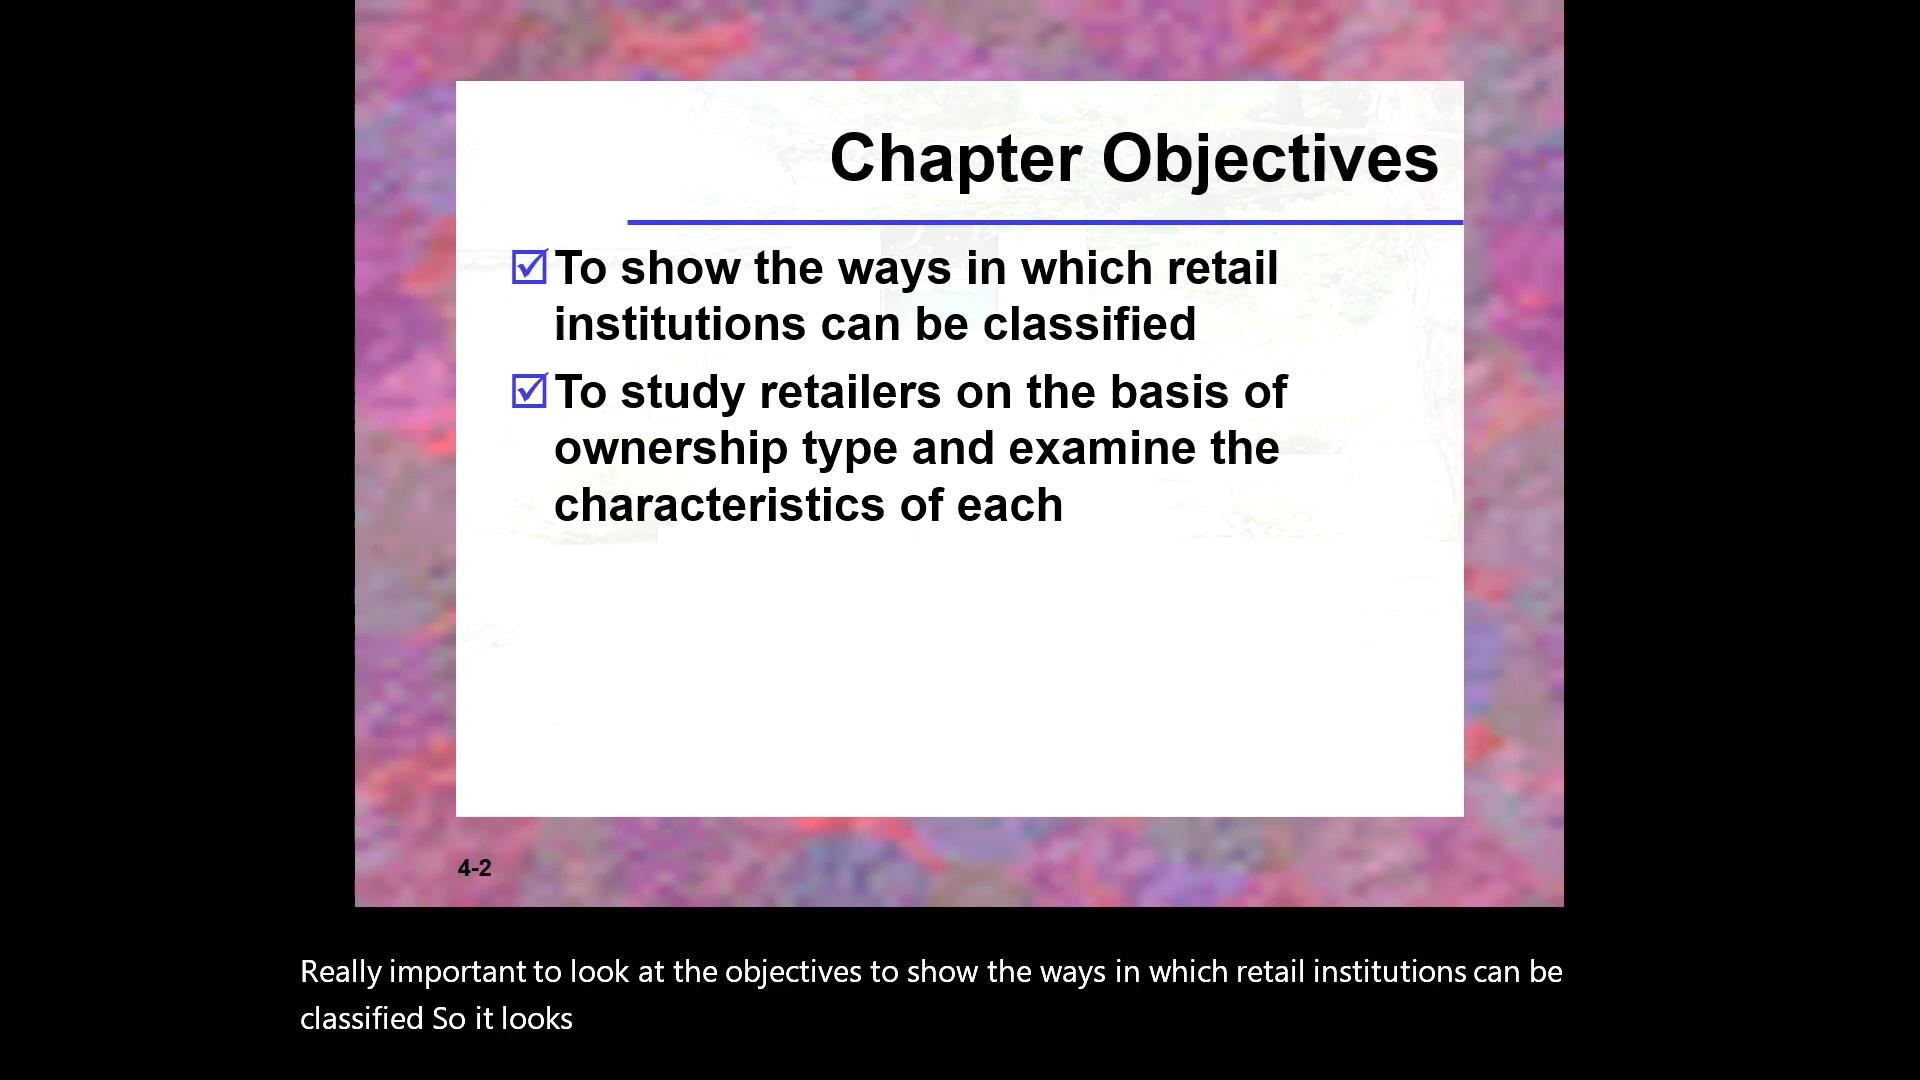 Chapter Objectives
To show the ways in which retail
institutions can be classified
To study retailers on the basis of
ownership type and examine the
characteristics of each
4-2
Really important to look at the objectives to show the ways in which retail institutions can be
classified So it looks